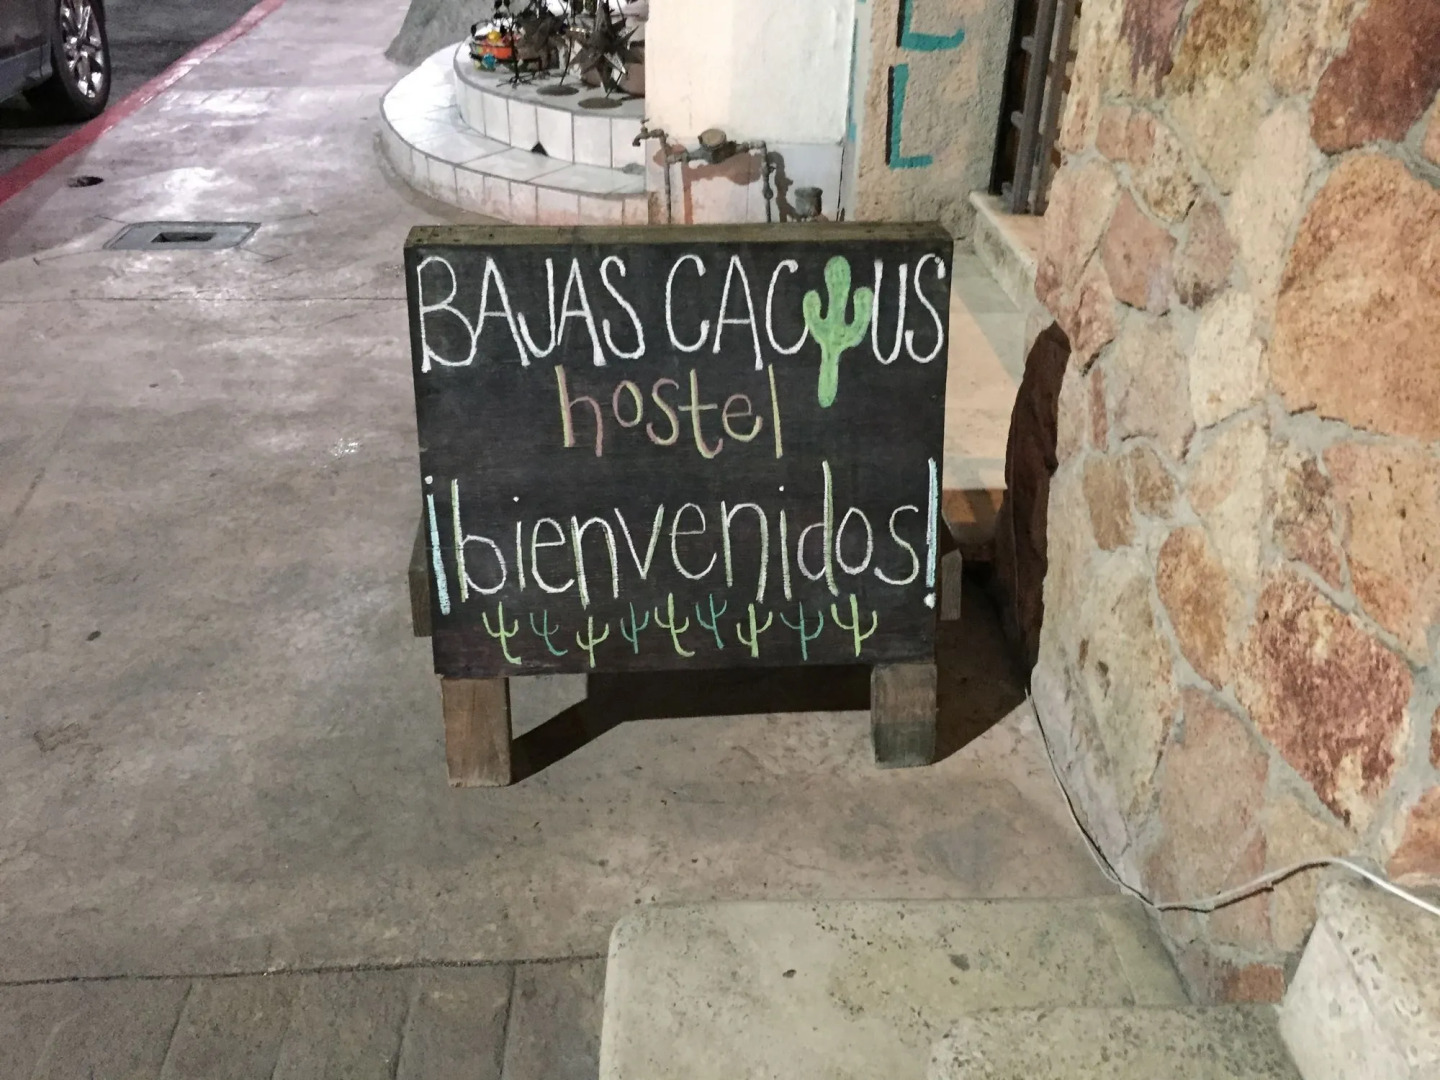 BAJAS CACTUS
hostel
¡bienvenidos!
L
L